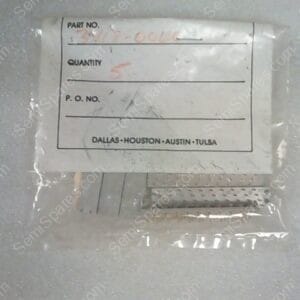 PART NO.
QUANTITY
5
P. O. NO.
DALLAS • HOUSTON • AUSTIN • TULSA